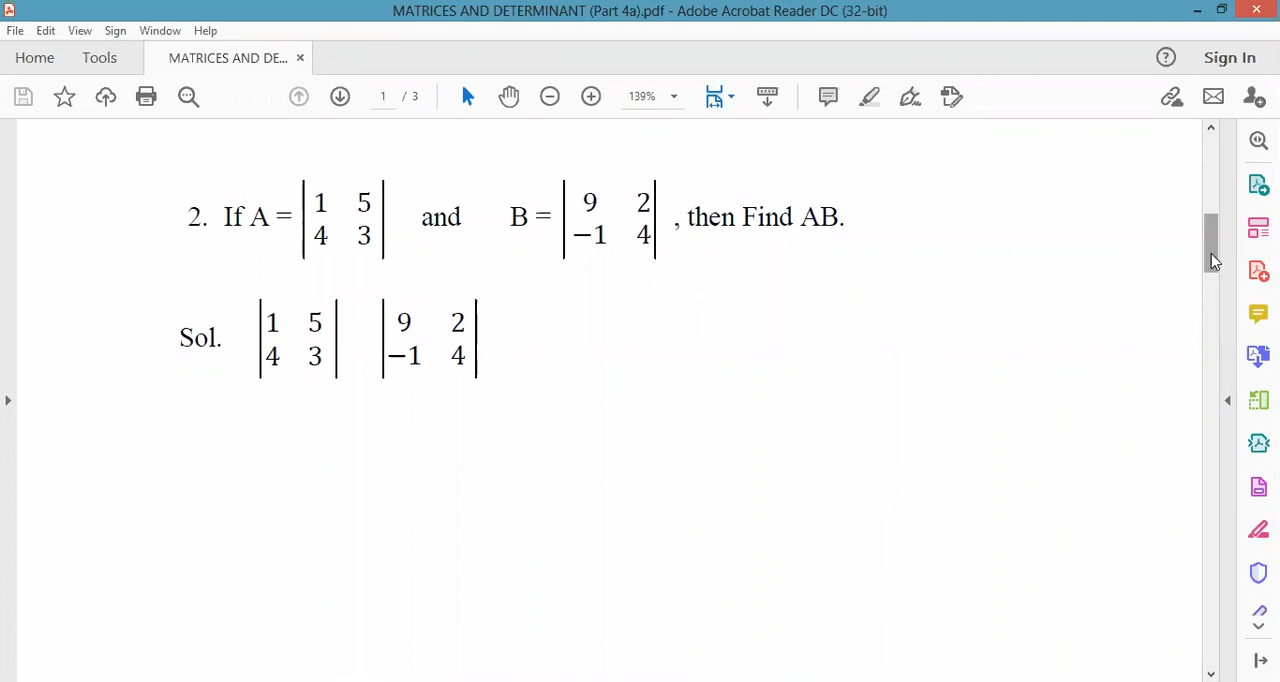 MATRICES AND DETERMINANT (Part 4a).pdf - Adobe Acrobat Reader DC (32-bit)
File Edit View Sign Window Help
Home Tools MATRICES AND DE... × Sign In
1 / 3 139%
2. If A = |1 5| and B = |9 2| , then Find AB.
|4 3| |−1 4|
Sol. |1 5| |9 2|
|4 3| |−1 4|